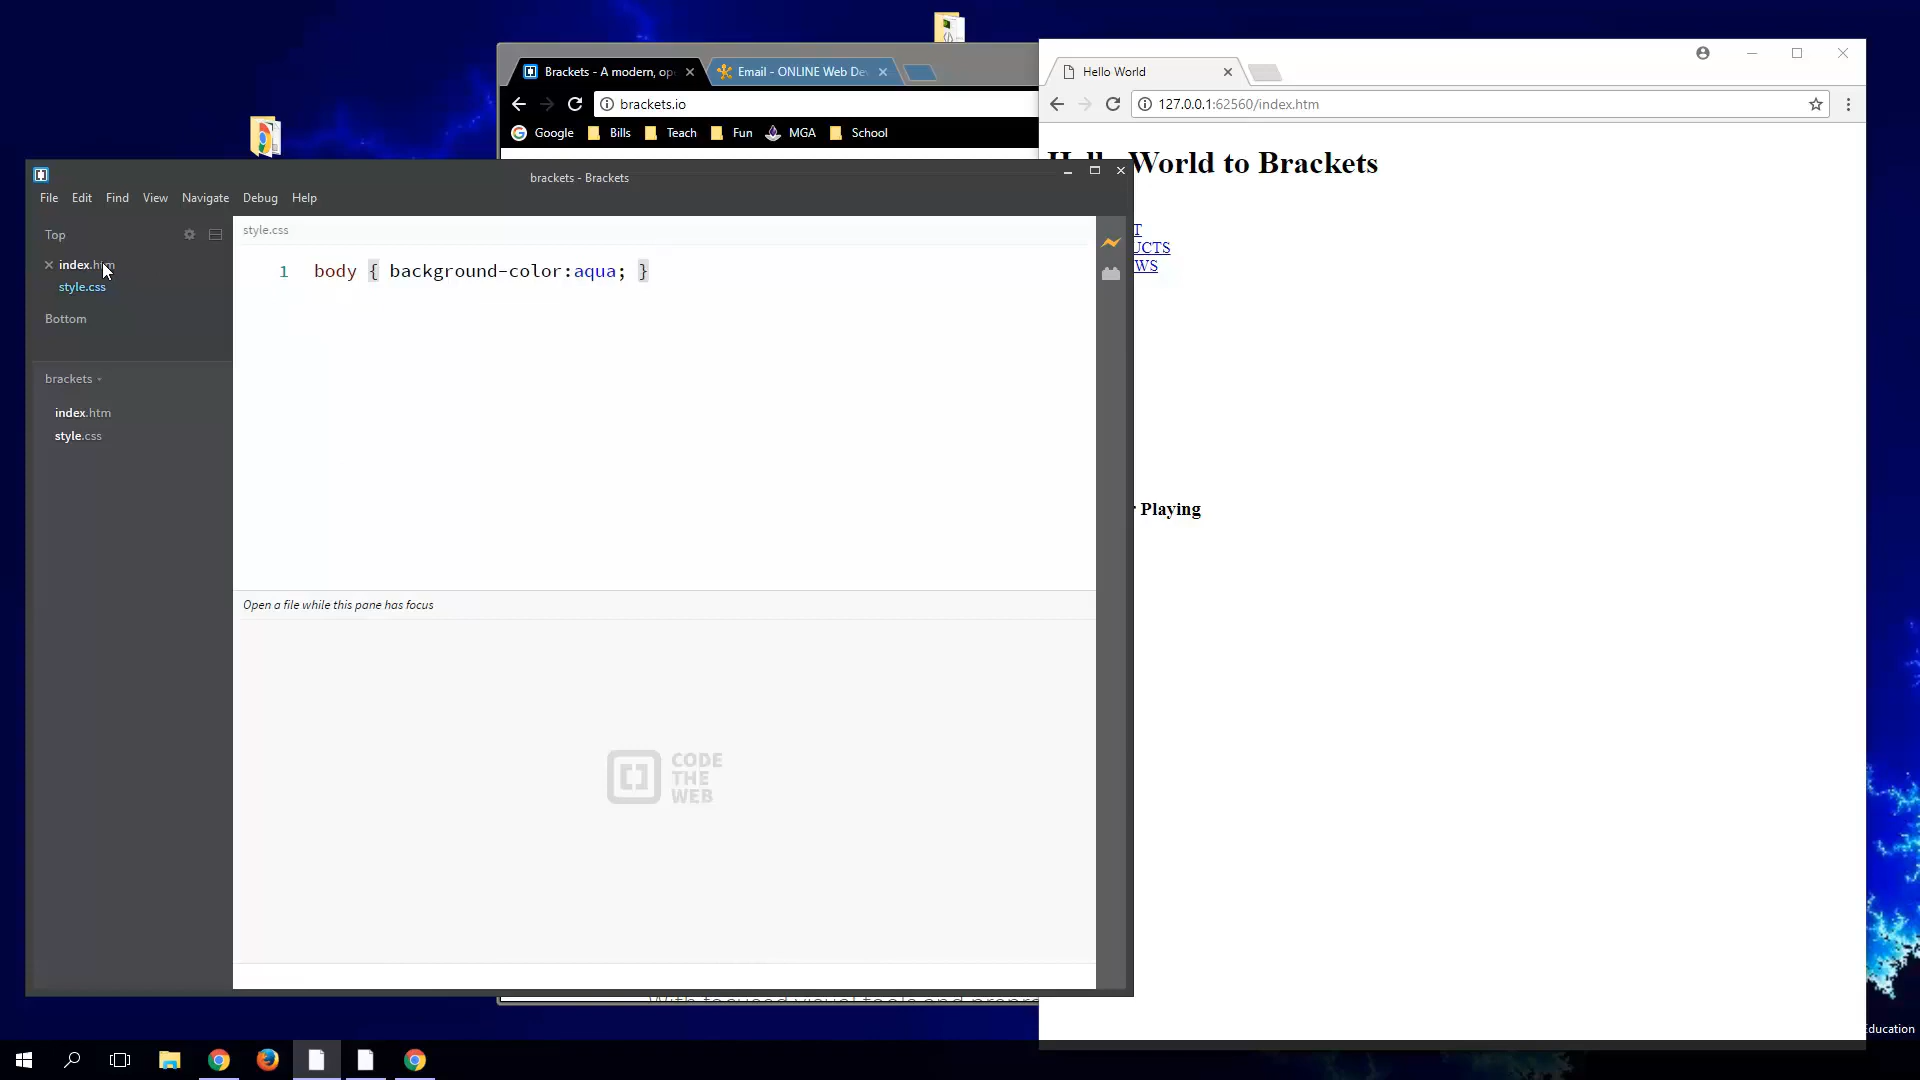 Brackets - A modern, op
Email - ONLINE Web De
brackets.io
Google
Bills
Teach
Fun
MGA
School
Hello World
127.0.0.1:62560/index.htm
World to Brackets
T
UCTS
WS
r Playing
brackets - Brackets
File
Edit
Find
View
Navigate
Debug
Help
Top
index.htm
style.css
Bottom
brackets
index.htm
style.css
style.css
1 body { background-color:aqua; }
Open a file while this pane has focus
CODE
THE
WEB
Education